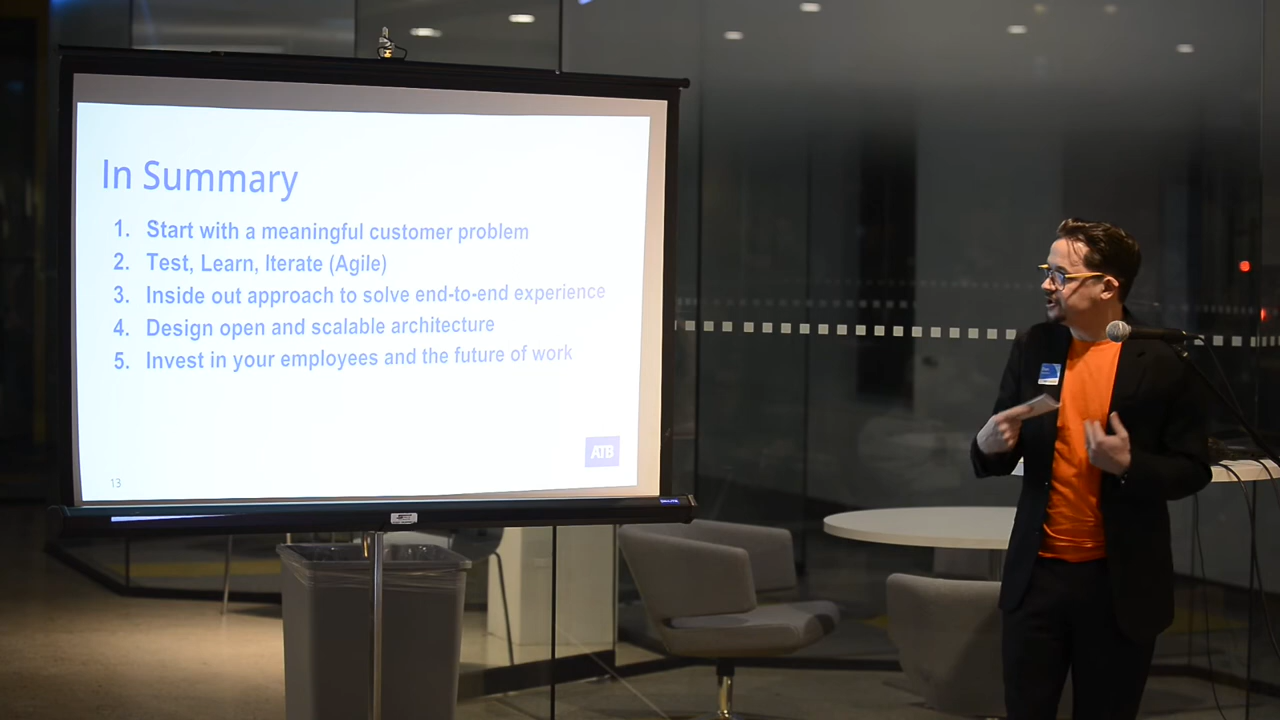 In Summary
1. Start with a meaningful customer problem
2. Test, Learn, Iterate (Agile)
3. Inside out approach to solve end-to-end experience
4. Design open and scalable architecture
5. Invest in your employees and the future of work
ATB
13